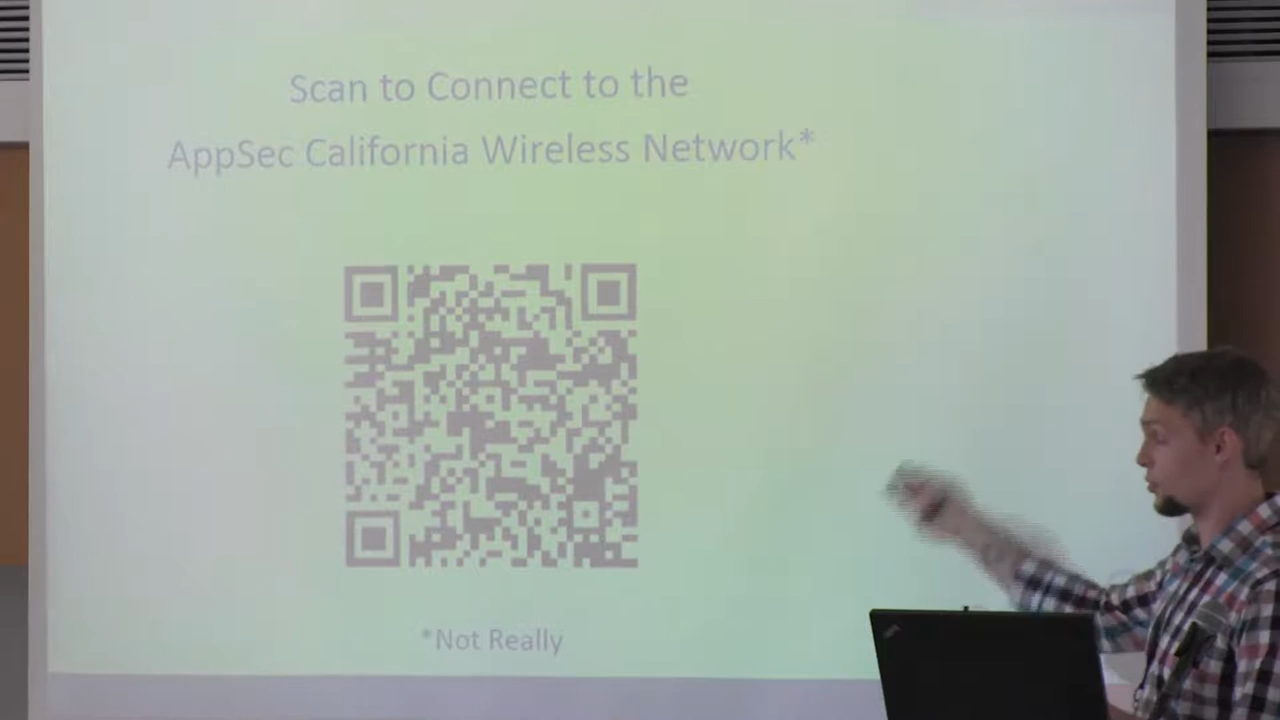 Scan to Connect to the
AppSec California Wireless Network*
*Not Really